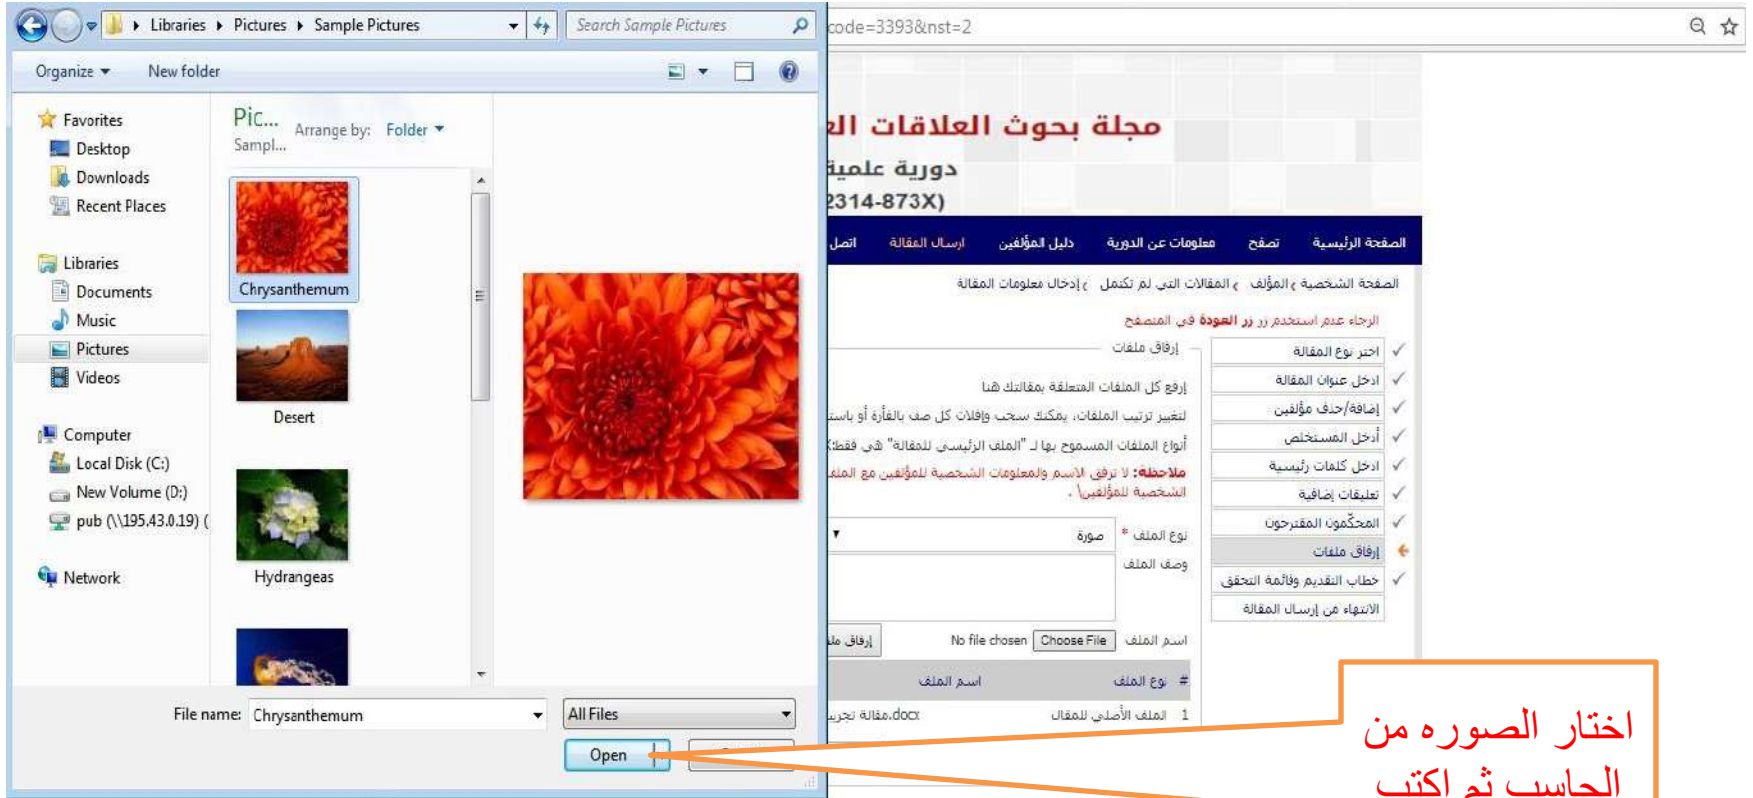 Libraries ▸ Pictures ▸ Sample Pictures
Search Sample Pictures
Organize
New folder
Favorites
Desktop
Downloads
Recent Places
Libraries
Documents
Music
Pictures
Videos
Computer
Local Disk (C:)
New Volume (D:)
pub (\\195.43.0.19) (
Network
Pic...
Sampl...
Arrange by: Folder
Chrysanthemum
Desert
Hydrangeas
File name: Chrysanthemum
All Files
Open
code=3393&nst=2
مجلة بحوث العلاقات الع
دورية علمية
2314-873X)
الصفحة الرئيسية تصفح معلومات عن الدورية دليل المؤلفين ارسال المقالة اتصل
الصفحة الشخصية المؤلف المقالات التي لم تكتمل إدخال معلومات المقالة
الرجاء عدم استخدم زر زر العودة في المتصفح
اختر نوع المقالة
ادخل عنوان المقالة
إضافة/حذف مؤلفين
أدخل المستخلص
ادخل كلمات رئيسية
تعليقات إضافية
المحكّمون المقترحون
إرفاق ملفات
خطاب التقديم وقائمة التحقق
الانتهاء من إرسال المقالة
إرفاق ملفات
إرفع كل الملفات المتعلقة بمقالتك هنا
لتغيير ترتيب الملفات، يمكنك سحب وإفلات كل صف بالفأرة أو باست
أنواع الملفات المسموح بها لـ "الملف الرئيسي للمقالة" هي فقط:
ملاحظة: لا ترفق الاسم والمعلومات الشخصية للمؤلفين مع الملف
الشخصية للمؤلفين\ .
نوع الملف * صورة
وصف الملف
اسم الملف Choose File No file chosen
إرفاق مل
# نوع الملف اسم الملف
1 الملف الأصلي للمقال مقالة تجريب.docx
اختار الصوره من
الحاسب ثم اكتب